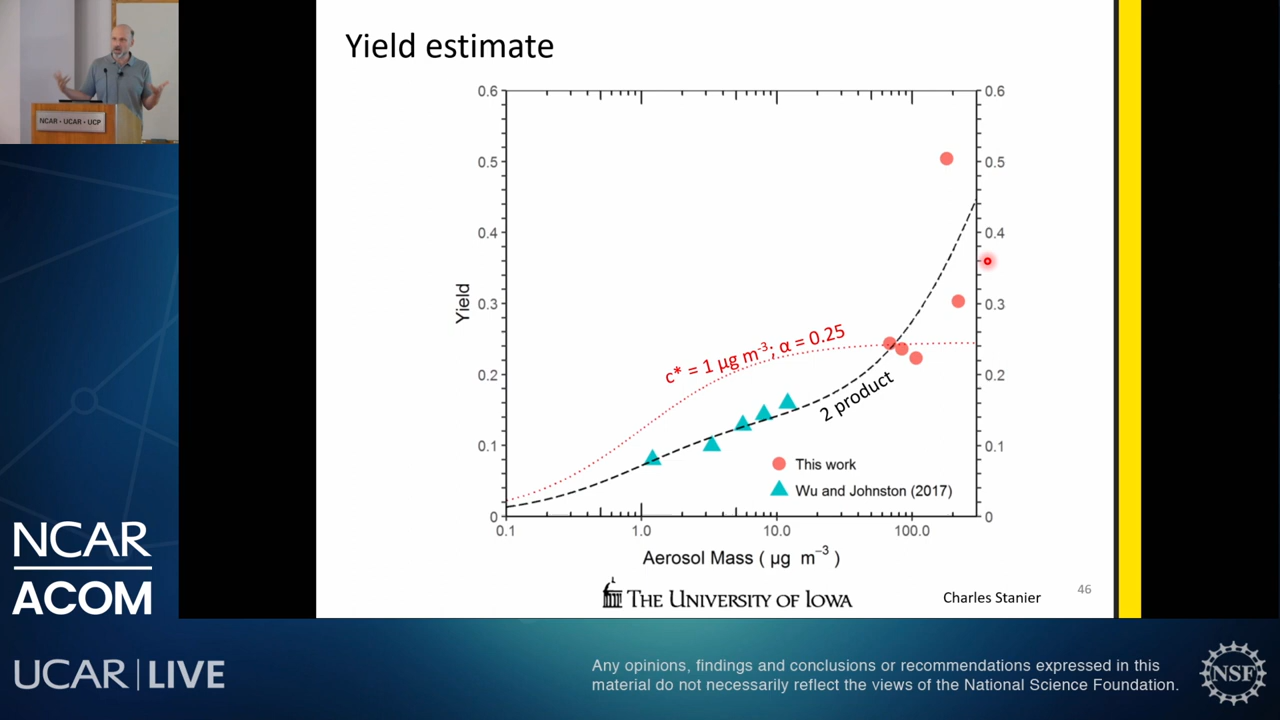 NCAR • UCAR • UCP
Yield estimate
0.6
0.5
0.4
0.3
0.2
0.1
0
0.6
0.5
0.4
0.3
0.2
0.1
0
Yield
c* = 1 µg m-3; α = 0.25
2 product
This work
Wu and Johnston (2017)
0.1
1.0
10.0
100.0
Aerosol Mass ( µg m−3 )
THE UNIVERSITY OF IOWA
Charles Stanier
46
NCAR
ACOM
UCAR | LIVE
Any opinions, findings and conclusions or recommendations expressed in this
material do not necessarily reflect the views of the National Science Foundation.
NSF